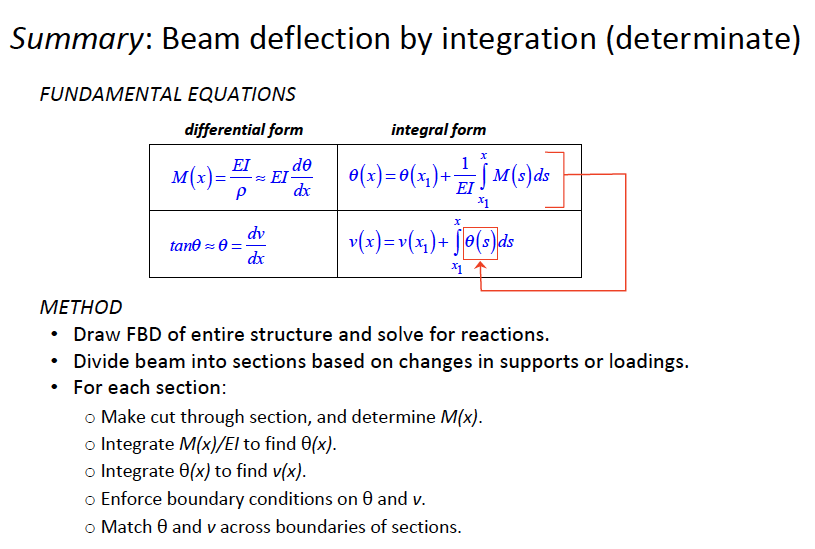 Summary: Beam deflection by integration (determinate)
FUNDAMENTAL EQUATIONS
differential form integral form
M(x) = EI/ρ ≈ EI dθ/dx θ(x) = θ(x₁) + 1/EI ∫ₓ₁ˣ M(s)ds
tanθ ≈ θ = dv/dx v(x) = v(x₁) + ∫ₓ₁ˣ θ(s)ds
METHOD
• Draw FBD of entire structure and solve for reactions.
• Divide beam into sections based on changes in supports or loadings.
• For each section:
○ Make cut through section, and determine M(x).
○ Integrate M(x)/EI to find θ(x).
○ Integrate θ(x) to find v(x).
○ Enforce boundary conditions on θ and v.
○ Match θ and v across boundaries of sections.